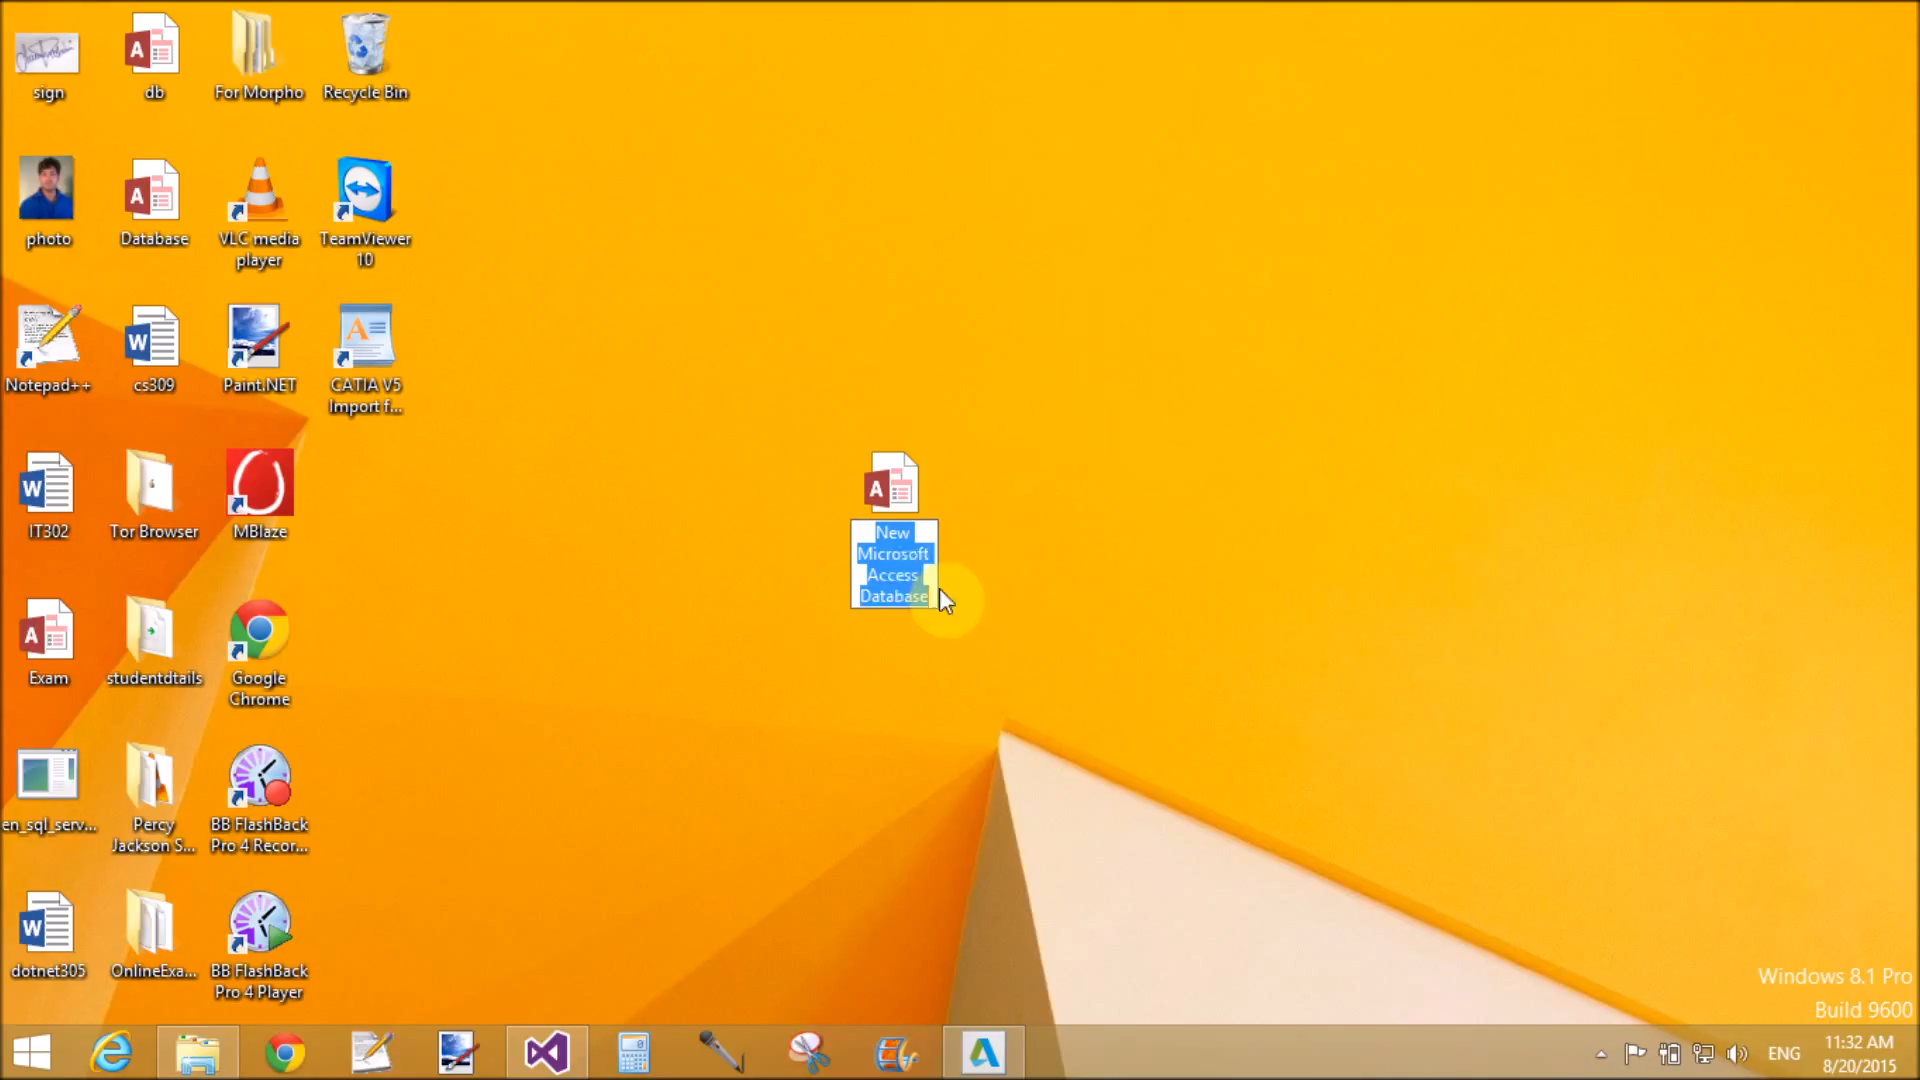 sign
db
For Morpho
Recycle Bin
photo
Database
VLC media
player
TeamViewer
10
Notepad++
cs309
Paint.NET
CATIA V5
Import f...
IT302
Tor Browser
MBlaze
New
Microsoft
Access
Database
Exam
studentdtails
Google
Chrome
en_sql_serv...
Percy
Jackson S...
BB FlashBack
Pro 4 Recor...
dotnet305
OnlineExa...
BB FlashBack
Pro 4 Player
Windows 8.1 Pro
Build 9600
ENG
11:32 AM
8/20/2015